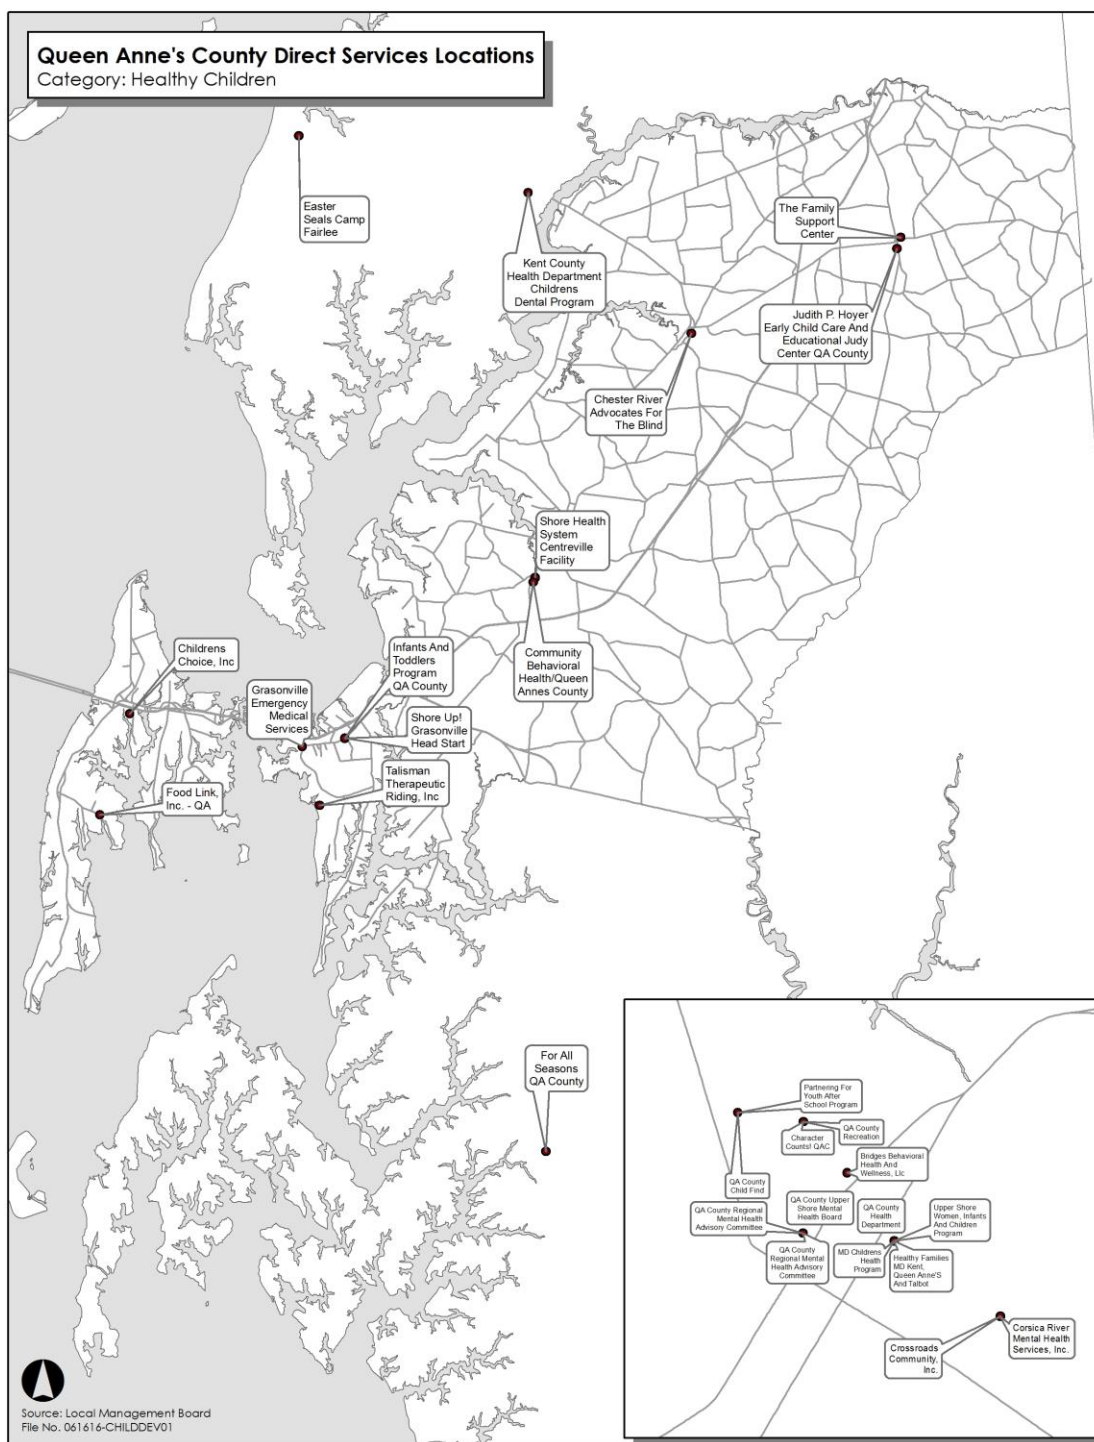 Queen Anne's County Direct Services Locations
Category: Healthy Children
Easter
Seals Camp
Fairlee
Kent County
Health Department
Childrens
Dental Program
The Family
Support
Center
Judith P. Hoyer
Early Child Care And
Educational Judy
Center QA County
Chester River
Advocates For
The Blind
Shore Health
System
Centreville
Facility
Community
Behavioral
Health/Queen
Annes County
Childrens
Choice, Inc
Infants And
Toddlers
Program
QA County
Grasonville
Emergency
Medical
Services
Shore Up!
Grasonville
Head Start
Talisman
Therapeutic
Riding, Inc
Food Link,
Inc. - QA
For All
Seasons
QA County
Partnering For
Youth After
School Program
Character
Counts! QAC
QA County
Recreation
Bridges Behavioral
Health And
Wellness, Llc
QA County
Child Find
QA County Regional
Mental Health
Advisory Committee
QA County Upper
Shore Mental
Health Board
QA County
Health
Department
Upper Shore
Women, Infants
And Children
Program
QA County
Regional Mental
Health Advisory
Committee
MD Childrens
Health
Program
Healthy Families
MD Kent,
Queen Anne'S
And Talbot
Crossroads
Community,
Inc.
Corsica River
Mental Health
Services, Inc.
Source: Local Management Board
File No. 061616-CHILDDEV01